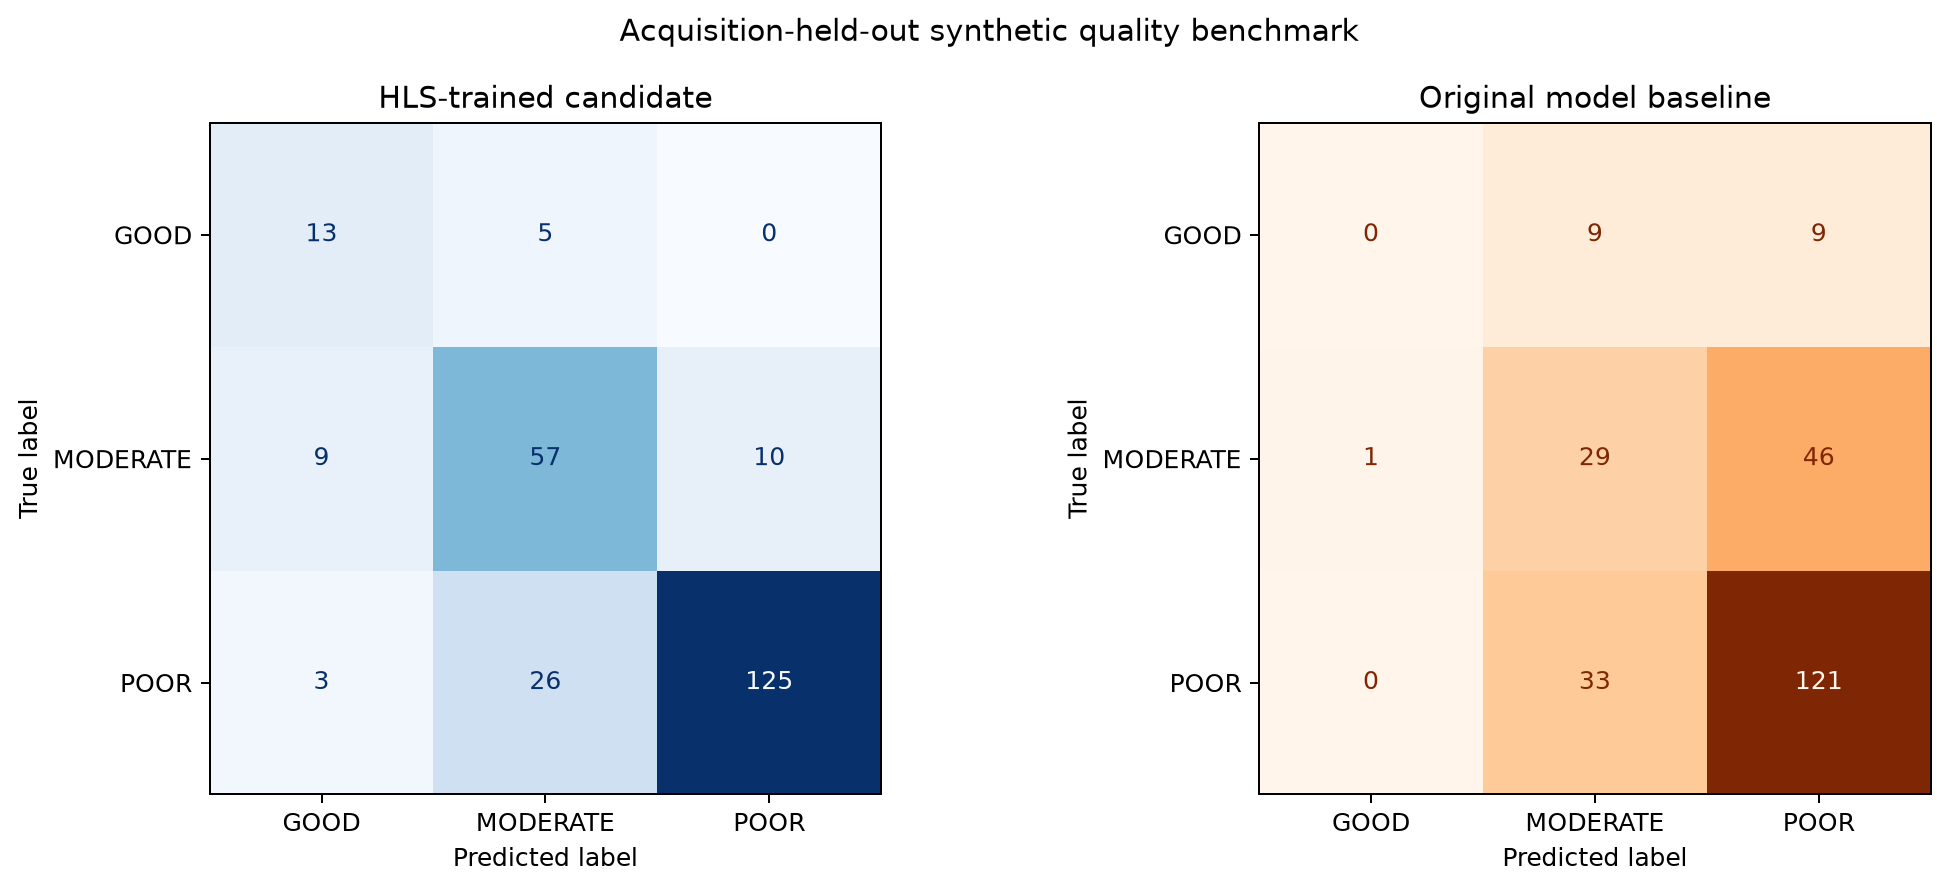 Acquisition-held-out synthetic quality benchmark
HLS-trained candidate
True label
GOOD 13 5 0
MODERATE 9 57 10
POOR 3 26 125
GOOD MODERATE POOR
Predicted label
Original model baseline
True label
GOOD 0 9 9
MODERATE 1 29 46
POOR 0 33 121
GOOD MODERATE POOR
Predicted label